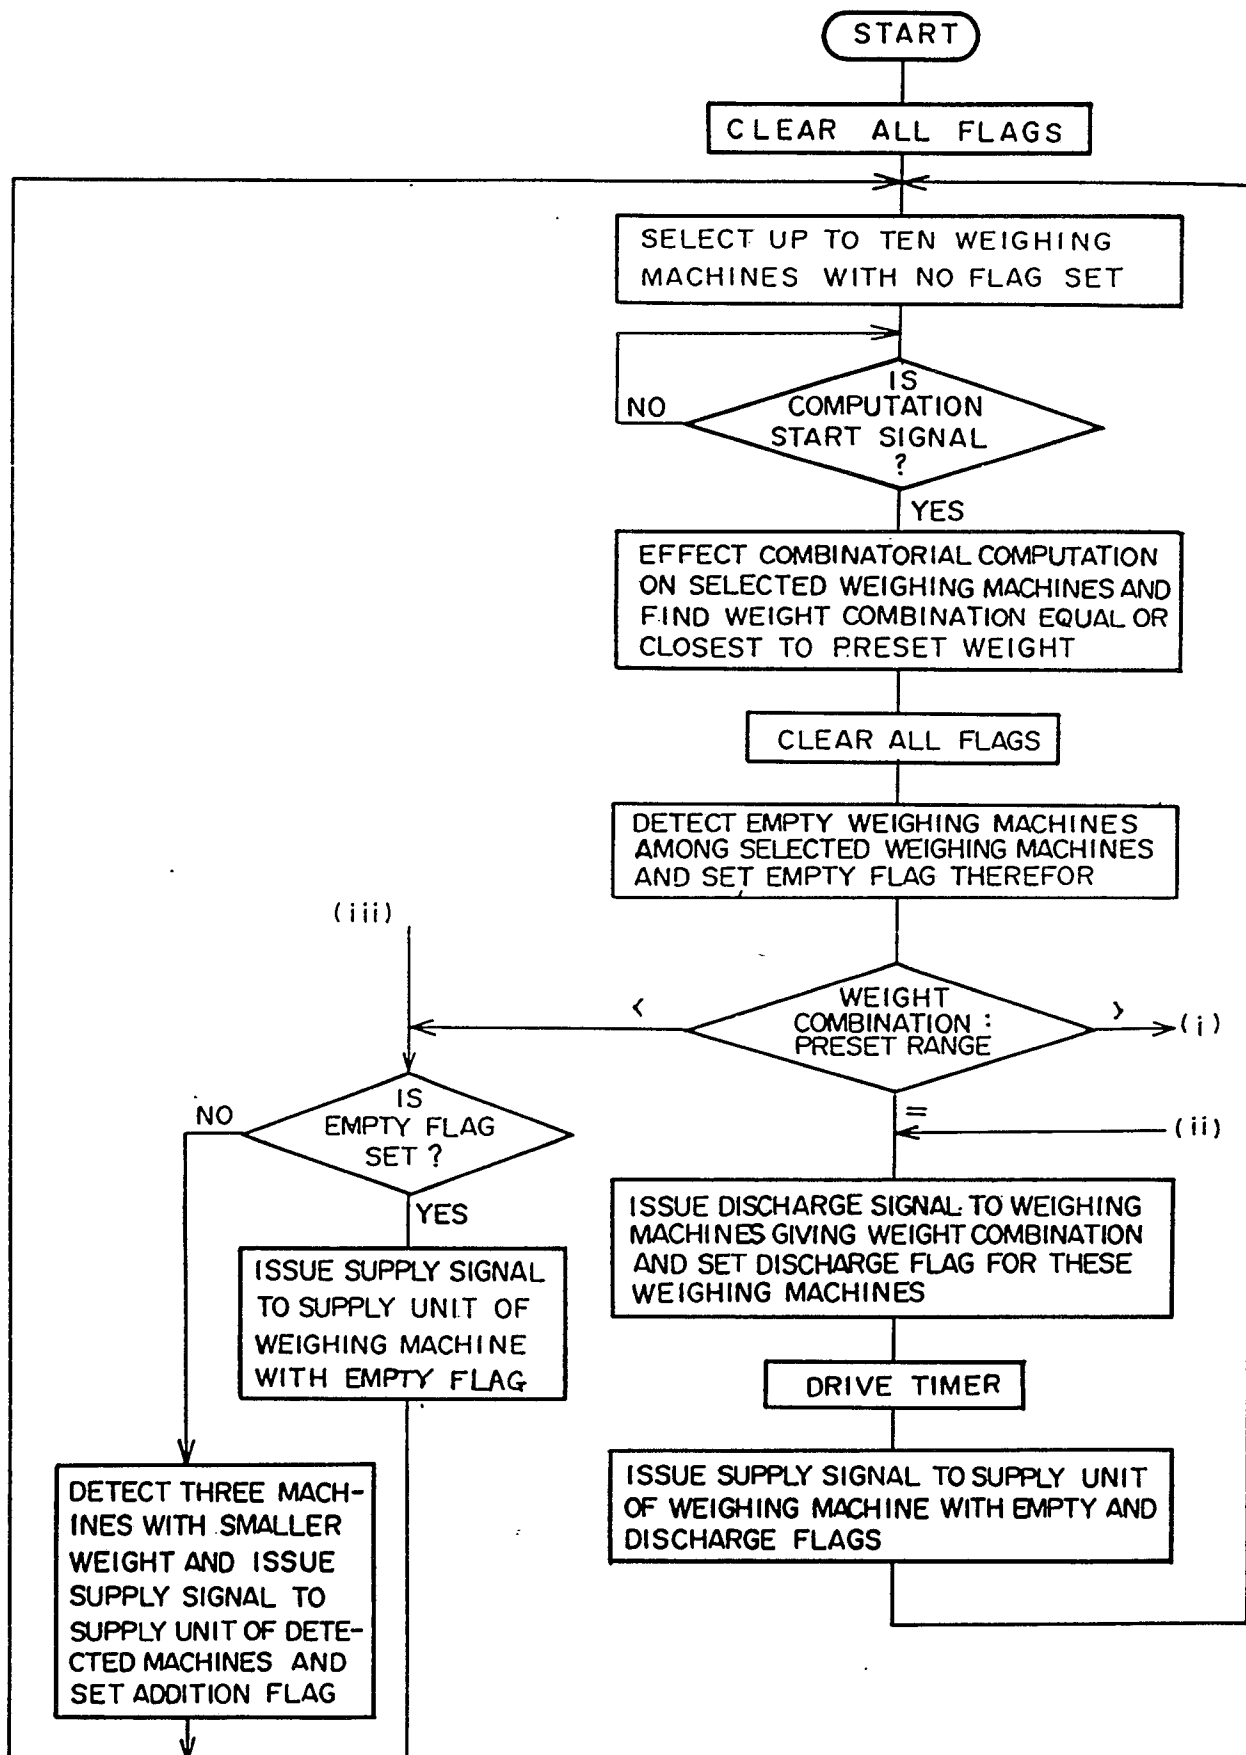 START
CLEAR ALL FLAGS
SELECT UP TO TEN WEIGHING
MACHINES WITH NO FLAG SET
IS
COMPUTATION
START SIGNAL
?
NO
YES
EFFECT COMBINATORIAL COMPUTATION
ON SELECTED WEIGHING MACHINES AND
FIND WEIGHT COMBINATION EQUAL OR
CLOSEST TO PRESET WEIGHT
CLEAR ALL FLAGS
DETECT EMPTY WEIGHING MACHINES
AMONG SELECTED WEIGHING MACHINES
AND SET EMPTY FLAG THEREFOR
(iii)
WEIGHT
COMBINATION :
PRESET RANGE
<
>
(i)
=
(ii)
IS
EMPTY FLAG
SET ?
NO
YES
ISSUE DISCHARGE SIGNAL TO WEIGHING
MACHINES GIVING WEIGHT COMBINATION
AND SET DISCHARGE FLAG FOR THESE
WEIGHING MACHINES
ISSUE SUPPLY SIGNAL
TO SUPPLY UNIT OF
WEIGHING MACHINE
WITH EMPTY FLAG
DRIVE TIMER
ISSUE SUPPLY SIGNAL TO SUPPLY UNIT
OF WEIGHING MACHINE WITH EMPTY AND
DISCHARGE FLAGS
DETECT THREE MACH-
INES WITH SMALLER
WEIGHT AND ISSUE
SUPPLY SIGNAL TO
SUPPLY UNIT OF DETE-
CTED MACHINES AND
SET ADDITION FLAG